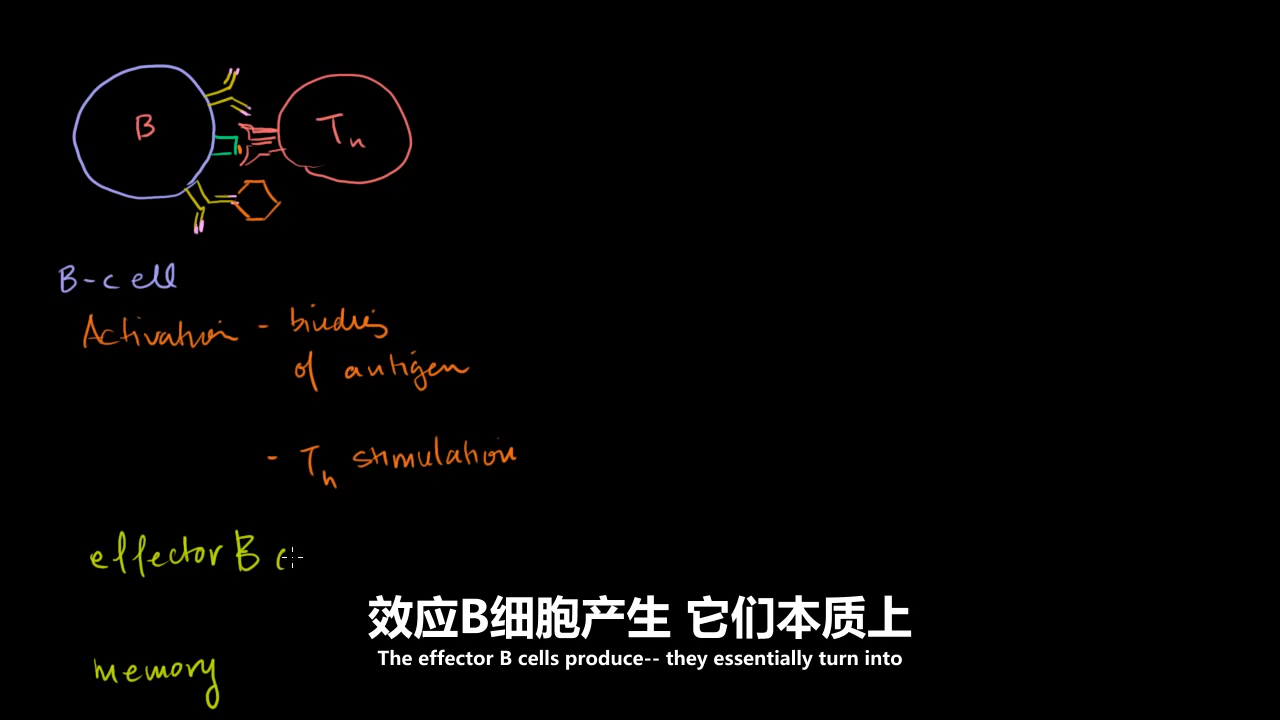 B
Th
B-cell
Activation - binding
of antigen
- Th stimulation
effector B c
效应B细胞产生 它们本质上
The effector B cells produce-- they essentially turn into
memory